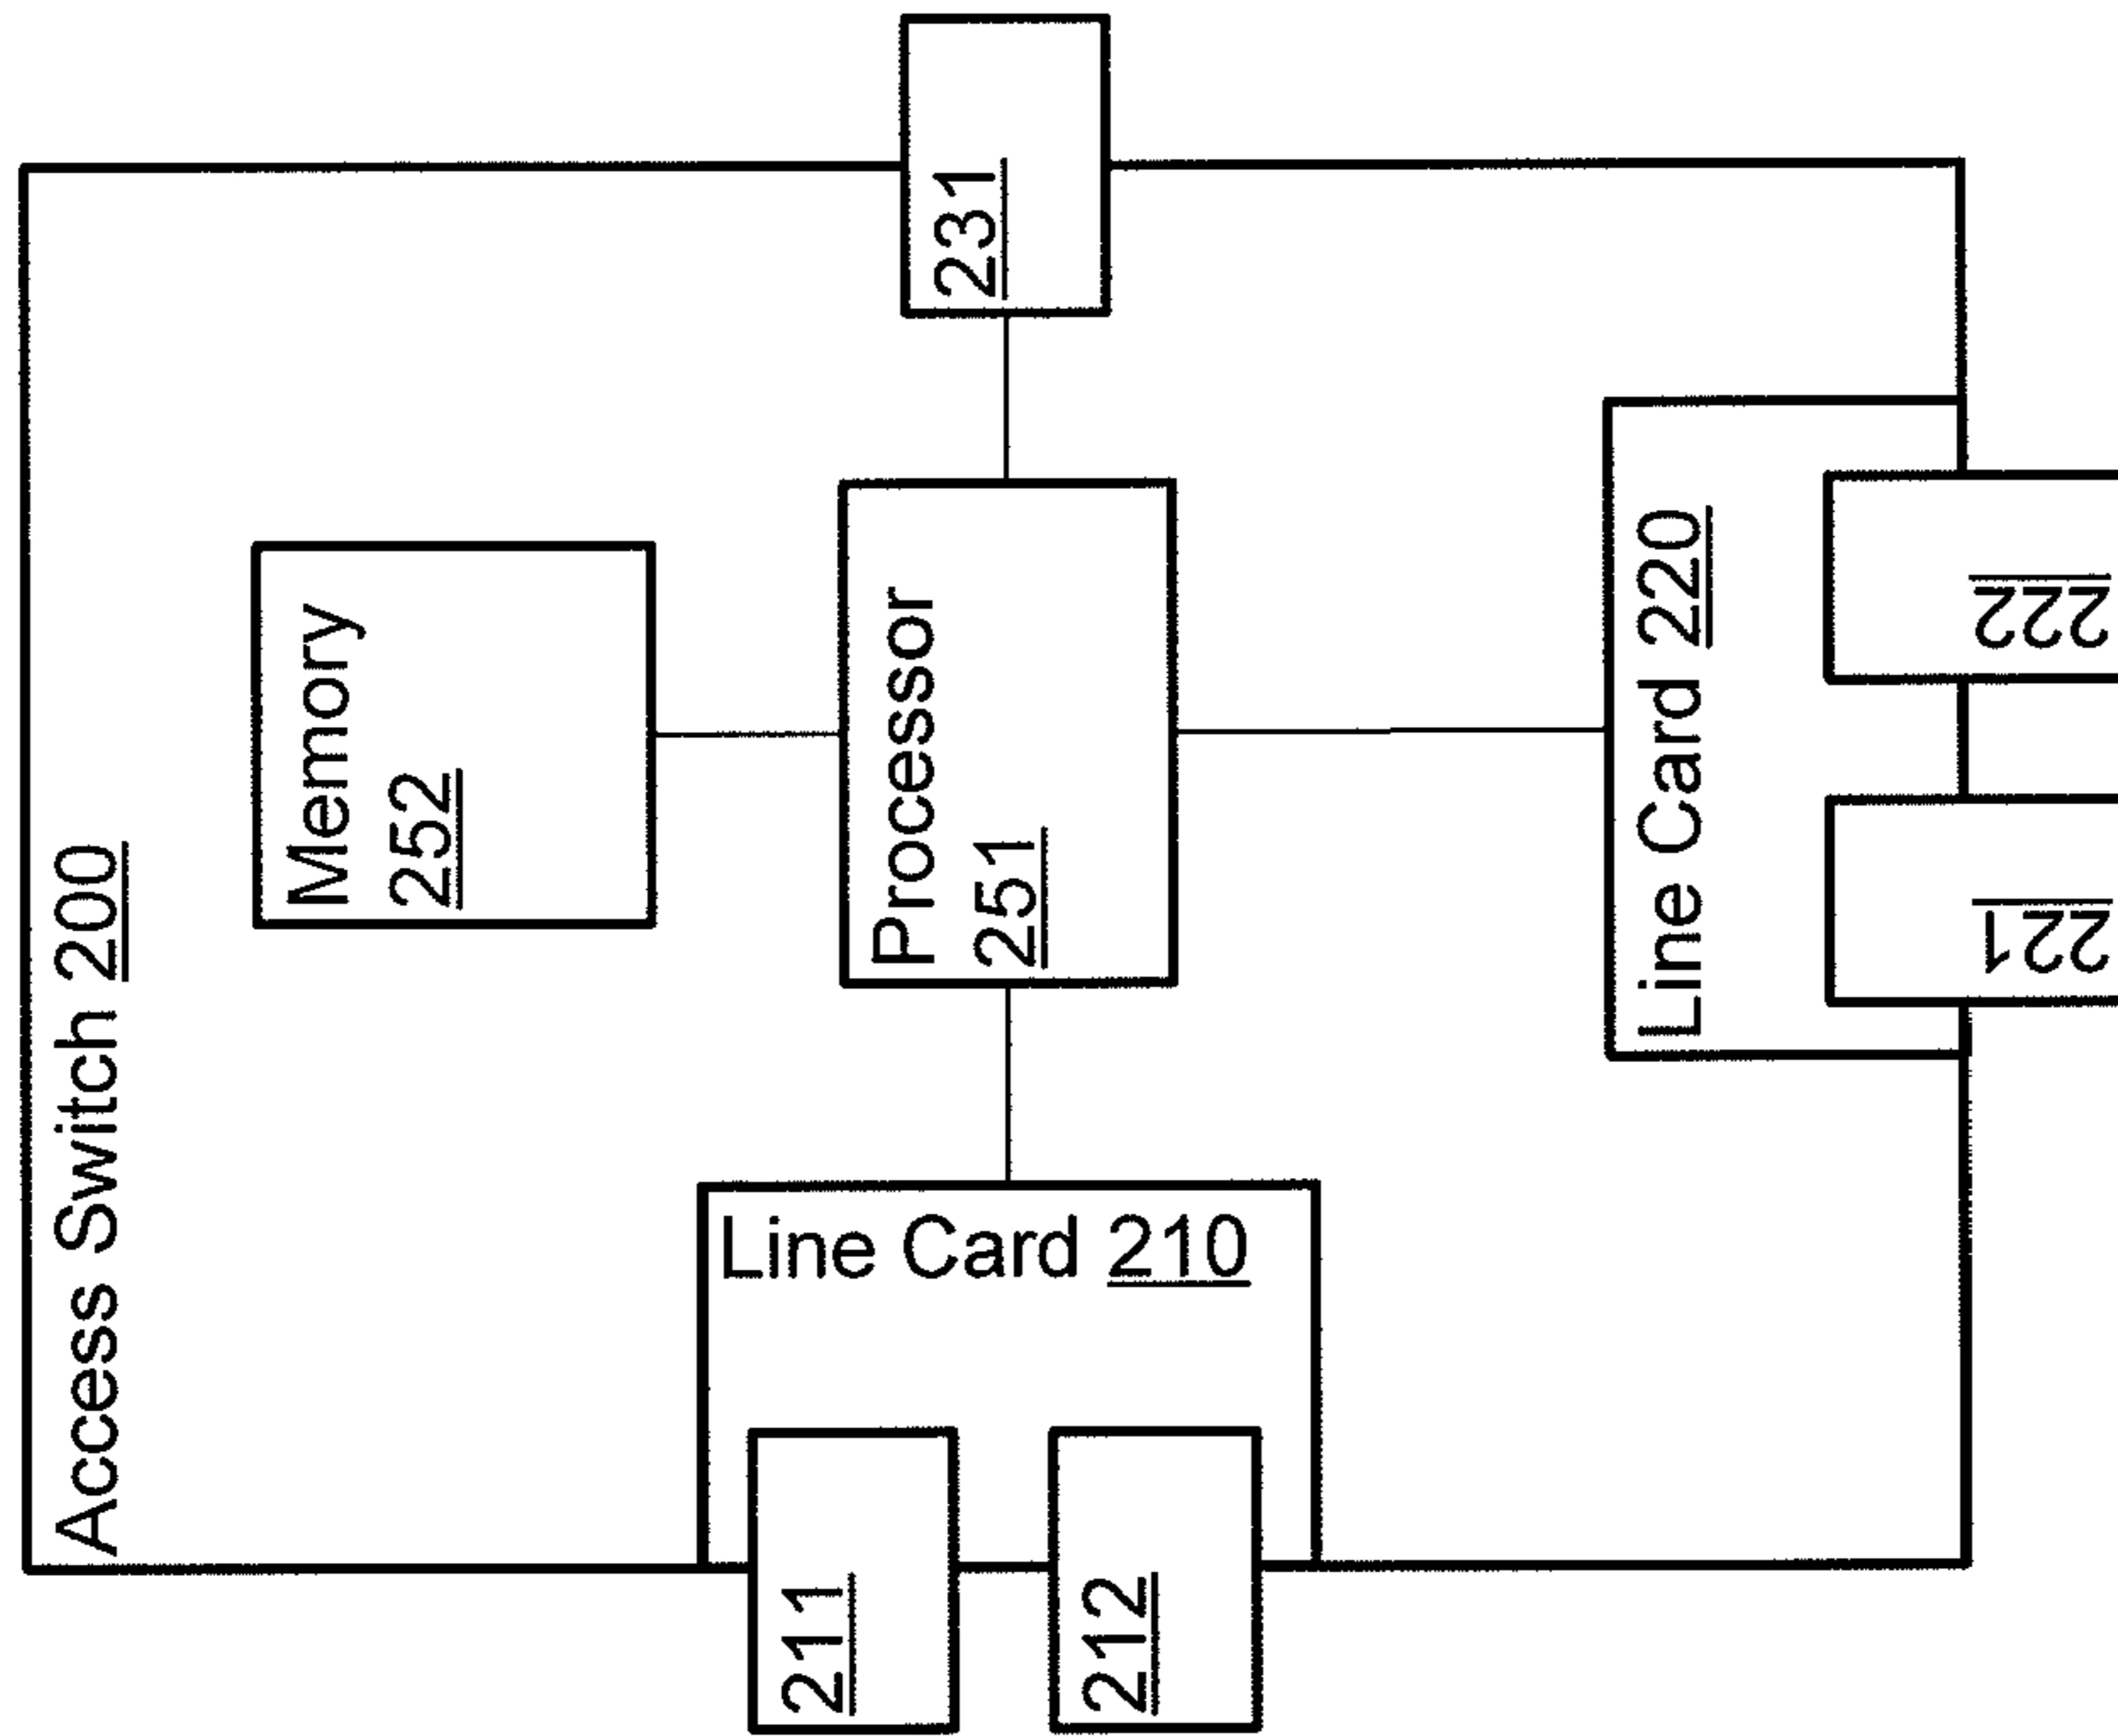 Access Switch 200
Memory
252
Processor
251
231
Line Card 210
211
212
Line Card 220
221
222